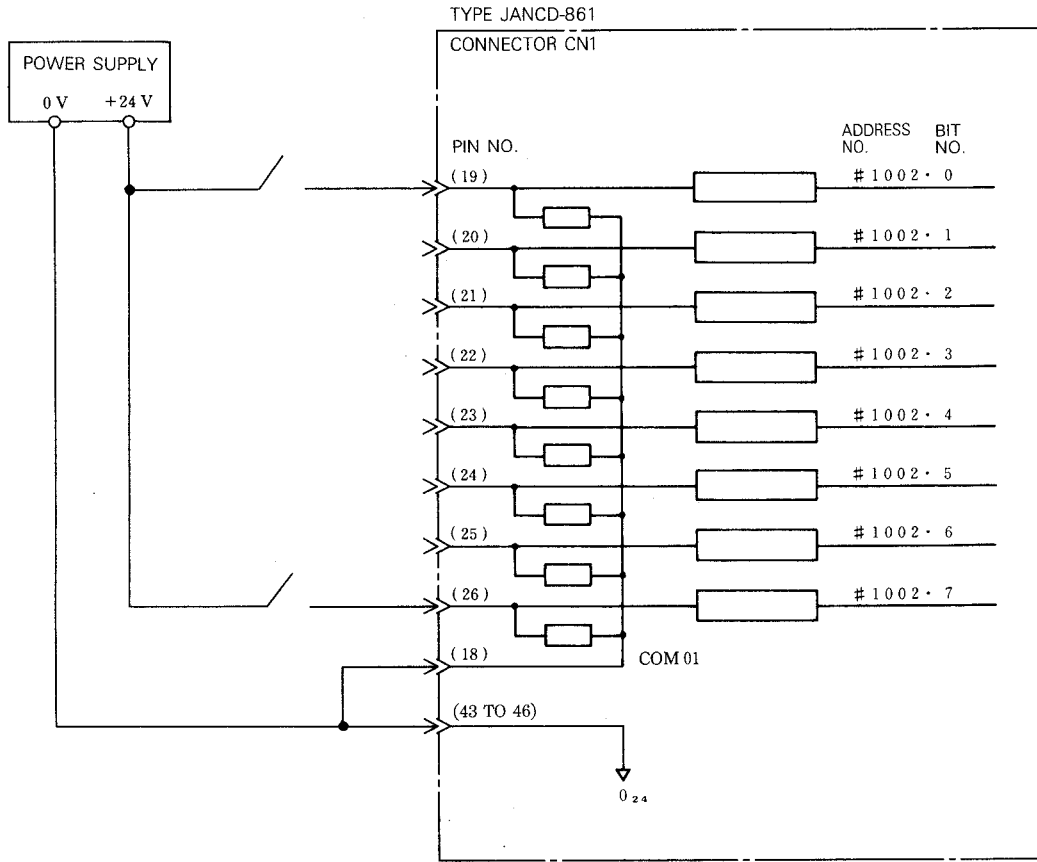 TYPE JANCD-861
CONNECTOR CN1
POWER SUPPLY
0 V +24 V
PIN NO.
ADDRESS NO.
BIT NO.
(19) #1002・0
(20) #1002・1
(21) #1002・2
(22) #1002・3
(23) #1002・4
(24) #1002・5
(25) #1002・6
(26) #1002・7
(18) COM 01
(43 TO 46)
0 24